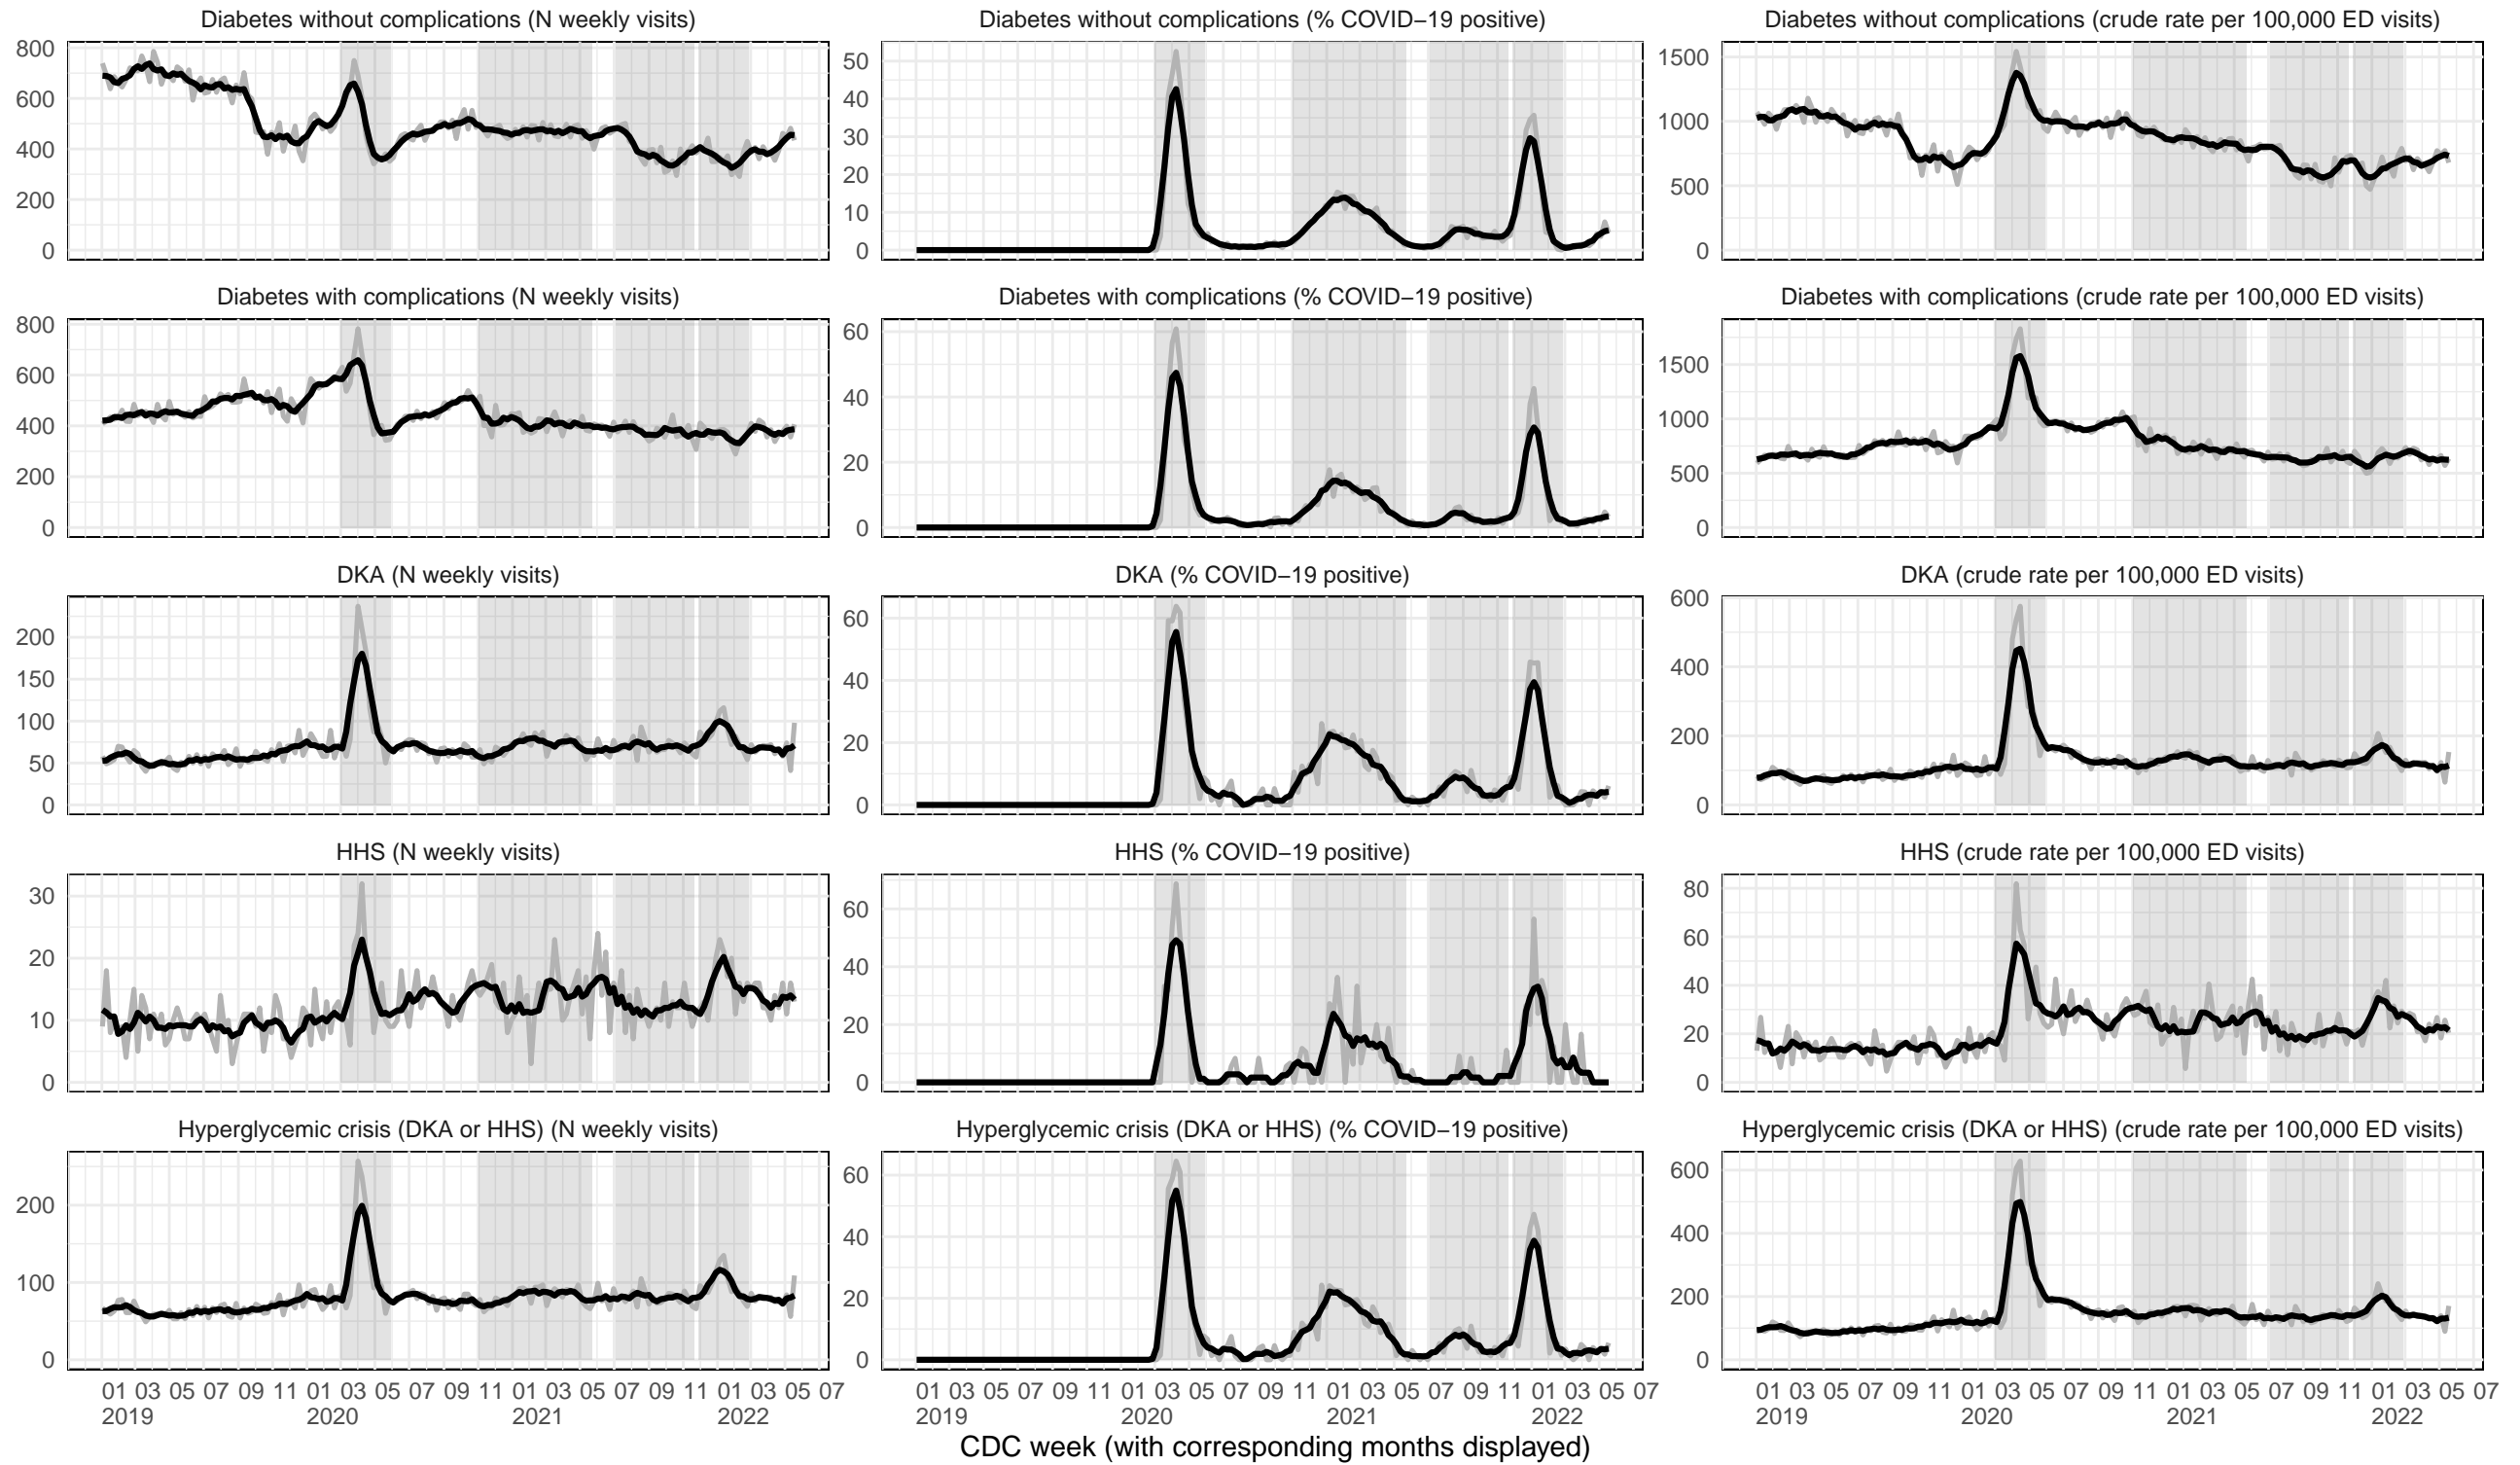 Diabetes without complications (N weekly visits)
Diabetes without complications (% COVID−19 positive)
Diabetes without complications (crude rate per 100,000 ED visits)
800
600
400
200
0
50
40
30
20
10
0
1500
1000
500
0
Diabetes with complications (N weekly visits)
Diabetes with complications (% COVID−19 positive)
Diabetes with complications (crude rate per 100,000 ED visits)
800
600
400
200
0
60
40
20
0
1500
1000
500
0
DKA (N weekly visits)
DKA (% COVID−19 positive)
DKA (crude rate per 100,000 ED visits)
200
150
100
50
0
60
40
20
0
600
400
200
0
HHS (N weekly visits)
HHS (% COVID−19 positive)
HHS (crude rate per 100,000 ED visits)
30
20
10
0
60
40
20
0
80
60
40
20
0
Hyperglycemic crisis (DKA or HHS) (N weekly visits)
Hyperglycemic crisis (DKA or HHS) (% COVID−19 positive)
Hyperglycemic crisis (DKA or HHS) (crude rate per 100,000 ED visits)
200
100
0
60
40
20
0
600
400
200
0
01 03 05 07 09 11 01 03 05 07 09 11 01 03 05 07 09 11 01 03 05 07
2019 2020 2021 2022
01 03 05 07 09 11 01 03 05 07 09 11 01 03 05 07 09 11 01 03 05 07
2019 2020 2021 2022
01 03 05 07 09 11 01 03 05 07 09 11 01 03 05 07 09 11 01 03 05 07
2019 2020 2021 2022
CDC week (with corresponding months displayed)